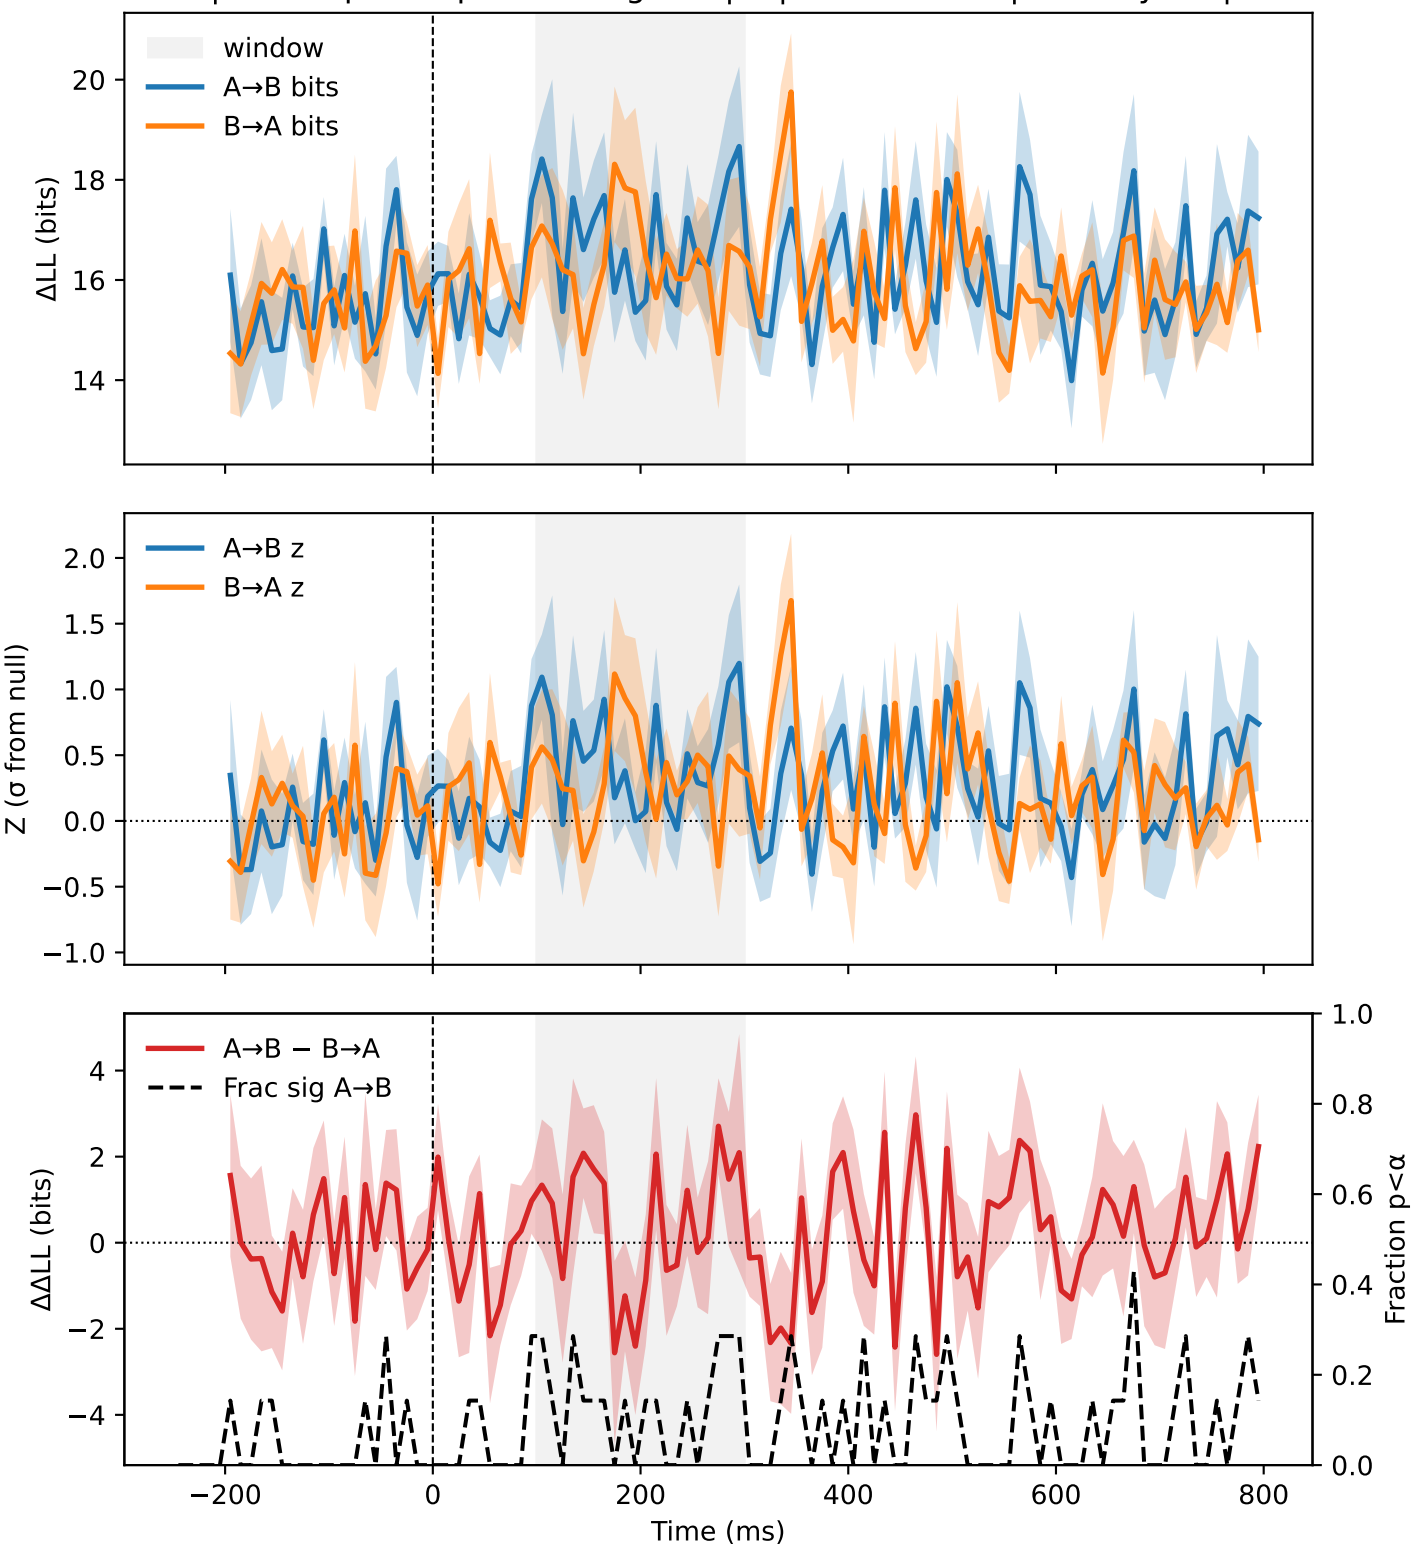 window
A→B bits
B→A bits
20
18
16
14
ΔLL (bits)
A→B z
B→A z
2.0
1.5
1.0
0.5
0.0
−0.5
−1.0
Z (σ from null)
A→B − B→A
Frac sig A→B
4
2
0
−2
−4
ΔΔLL (bits)
1.0
0.8
0.6
0.4
0.2
0.0
Fraction p<α
−200 0 200 400 600 800
Time (ms)